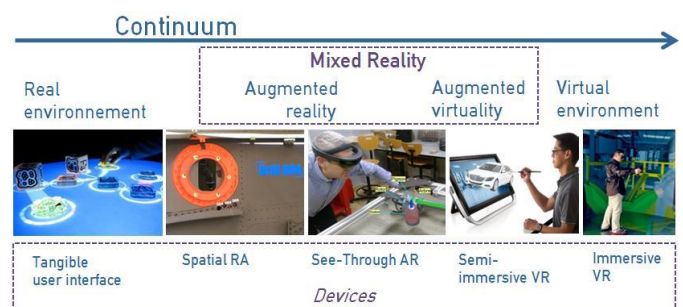 Continuum
Mixed Reality
Real
environnement
Augmented
reality
Augmented
virtuality
Virtual
environment
Tangible
user interface
Spatial RA
See-Through AR
Semi-
immersive VR
Immersive
VR
Devices